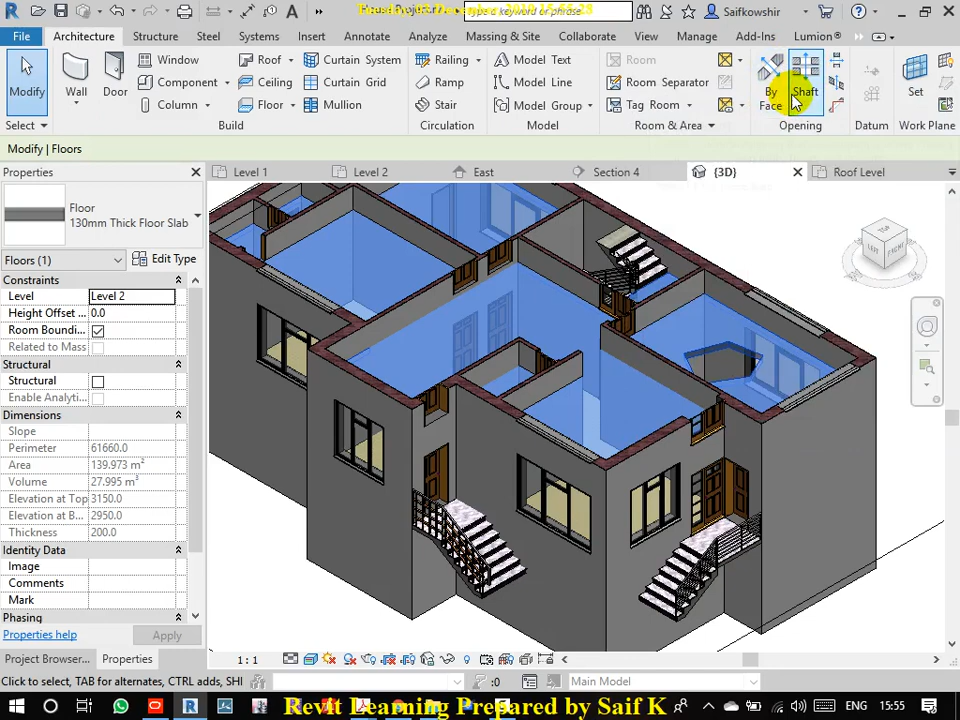 Type a keyword or phrase
Saifkowshir
File Architecture Structure Steel Systems Insert Annotate Analyze Massing & Site Collaborate View Manage Add-Ins Lumion®
Modify Wall Door Window Component Column Roof Ceiling Floor Curtain System Curtain Grid Mullion Railing Ramp Stair Model Text Model Line Model Group Room Room Separator Tag Room By Face Shaft Set
Select Build Circulation Model Room & Area Opening Datum Work Plane
Modify | Floors
Properties
Level 1 Level 2 East Section 4 {3D} Roof Level
Floor
130mm Thick Floor Slab
Floors (1) Edit Type
Constraints
Level Level 2
Height Offset ... 0.0
Room Boundi...
Related to Mass
Structural
Structural
Enable Analyti...
Dimensions
Slope
Perimeter 61660.0
Area 139.973 m²
Volume 27.995 m³
Elevation at Top 3150.0
Elevation at B... 2950.0
Thickness 200.0
Identity Data
Image
Comments
Mark
Phasing
Properties help Apply
Project Browser... Properties
TOP LEFT FRONT
1 : 1
Click to select, TAB for alternates, CTRL adds, SHI
:0 Main Model
Revit Learning Prepared by Saif K
ENG 15:55